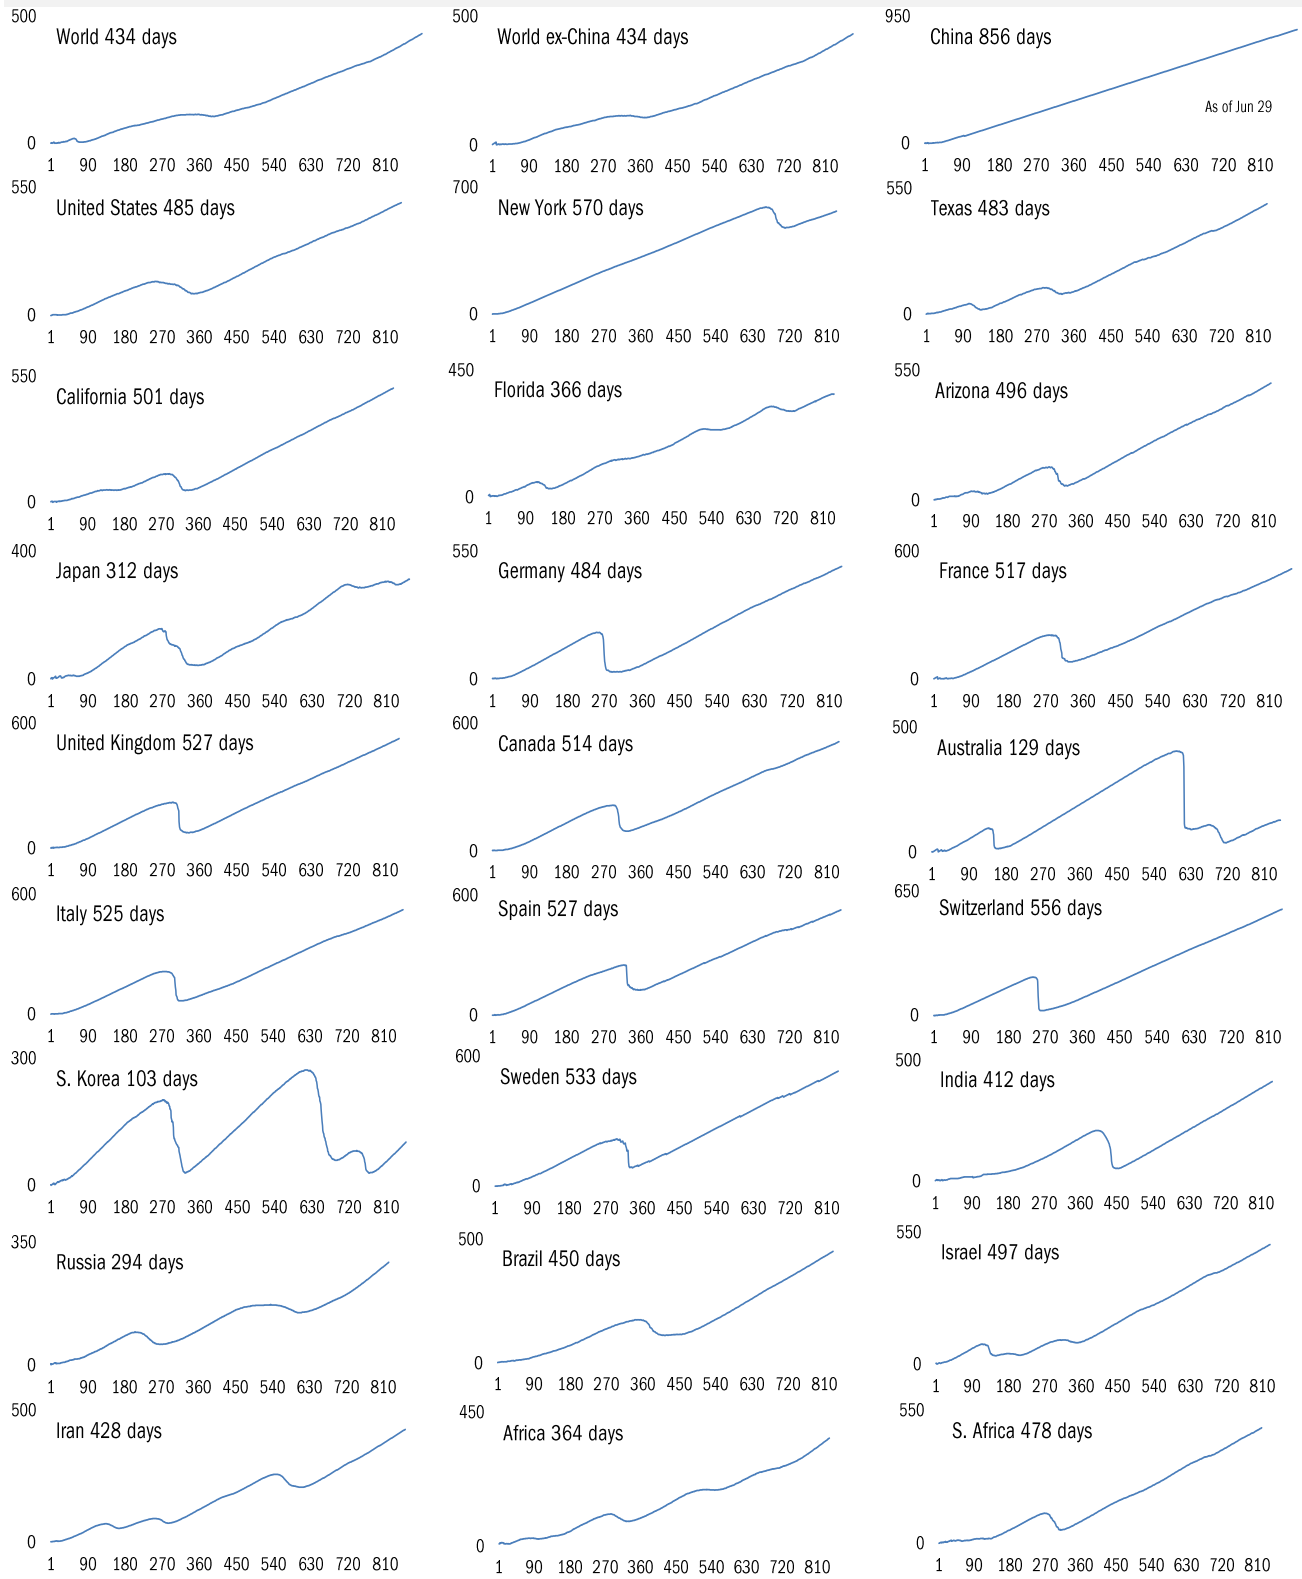 500 500 950
World 434 days World ex-China 434 days China 856 days
As of Jun 29
0 0 0
1 90 180 270 360 450 540 630 720 810 1 90 180 270 360 450 540 630 720 810 1 90 180 270 360 450 540 630 720 810
550 700 550
United States 485 days New York 570 days Texas 483 days
0 0 0
1 90 180 270 360 450 540 630 720 810 1 90 180 270 360 450 540 630 720 810 1 90 180 270 360 450 540 630 720 810
550 450 550
California 501 days Florida 366 days Arizona 496 days
0 0 0
1 90 180 270 360 450 540 630 720 810 1 90 180 270 360 450 540 630 720 810 1 90 180 270 360 450 540 630 720 810
400 550 600
Japan 312 days Germany 484 days France 517 days
0 0 0
1 90 180 270 360 450 540 630 720 810 1 90 180 270 360 450 540 630 720 810 1 90 180 270 360 450 540 630 720 810
600 600 500
United Kingdom 527 days Canada 514 days Australia 129 days
0 0 0
1 90 180 270 360 450 540 630 720 810 1 90 180 270 360 450 540 630 720 810 1 90 180 270 360 450 540 630 720 810
600 600 650
Italy 525 days Spain 527 days Switzerland 556 days
0 0 0
1 90 180 270 360 450 540 630 720 810 1 90 180 270 360 450 540 630 720 810 1 90 180 270 360 450 540 630 720 810
300 600 500
S. Korea 103 days Sweden 533 days India 412 days
0 0 0
1 90 180 270 360 450 540 630 720 810 1 90 180 270 360 450 540 630 720 810 1 90 180 270 360 450 540 630 720 810
350 500 550
Russia 294 days Brazil 450 days Israel 497 days
0 0 0
1 90 180 270 360 450 540 630 720 810 1 90 180 270 360 450 540 630 720 810 1 90 180 270 360 450 540 630 720 810
500 450 550
Iran 428 days Africa 364 days S. Africa 478 days
0 0 0
1 90 180 270 360 450 540 630 720 810 1 90 180 270 360 450 540 630 720 810 1 90 180 270 360 450 540 630 720 810